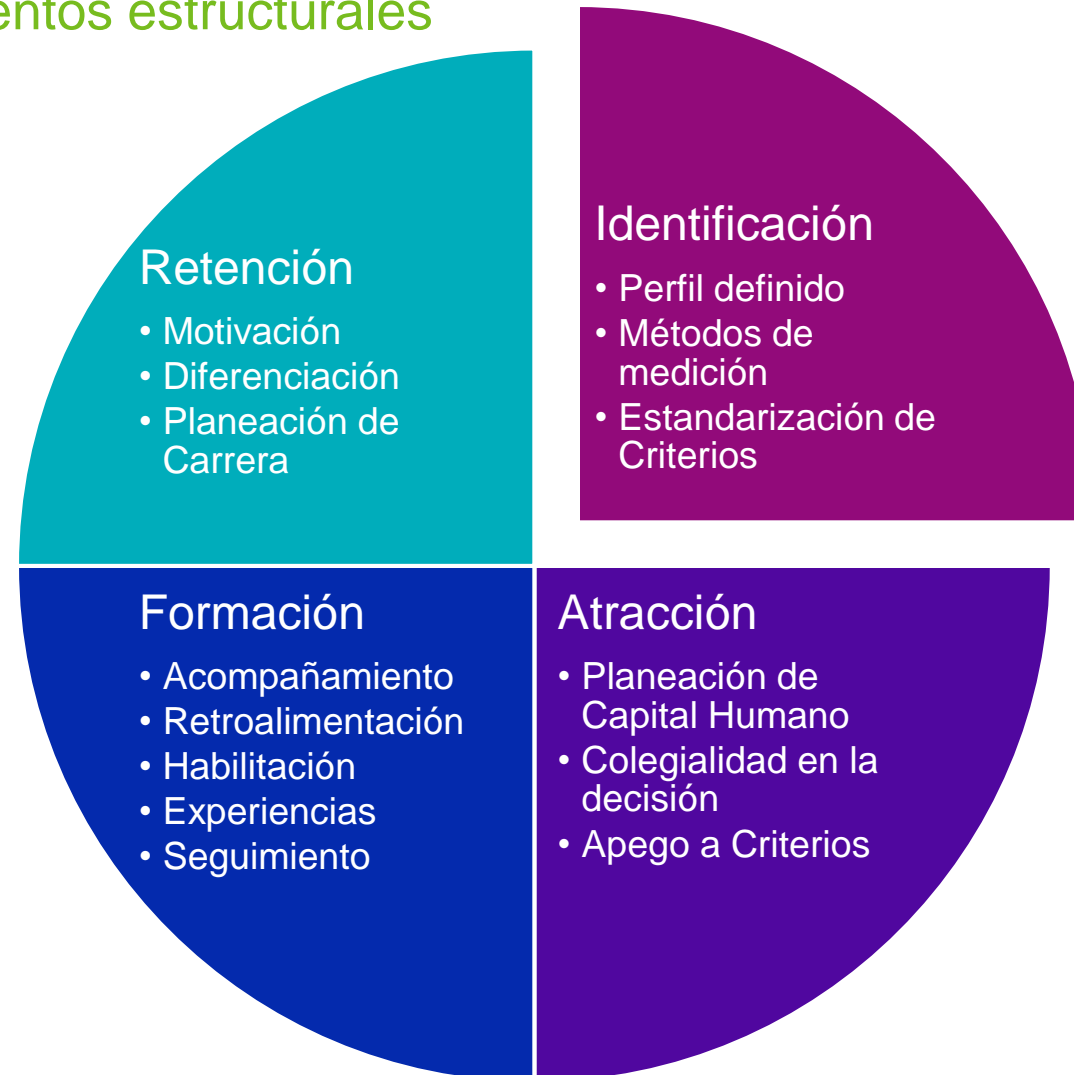 entos estructurales
Identificación
• Perfil definido
• Métodos de
medición
• Estandarización de
Criterios
Retención
• Motivación
• Diferenciación
• Planeación de
Carrera
Formación
• Acompañamiento
• Retroalimentación
• Habilitación
• Experiencias
• Seguimiento
Atracción
• Planeación de
Capital Humano
• Colegialidad en la
decisión
• Apego a Criterios